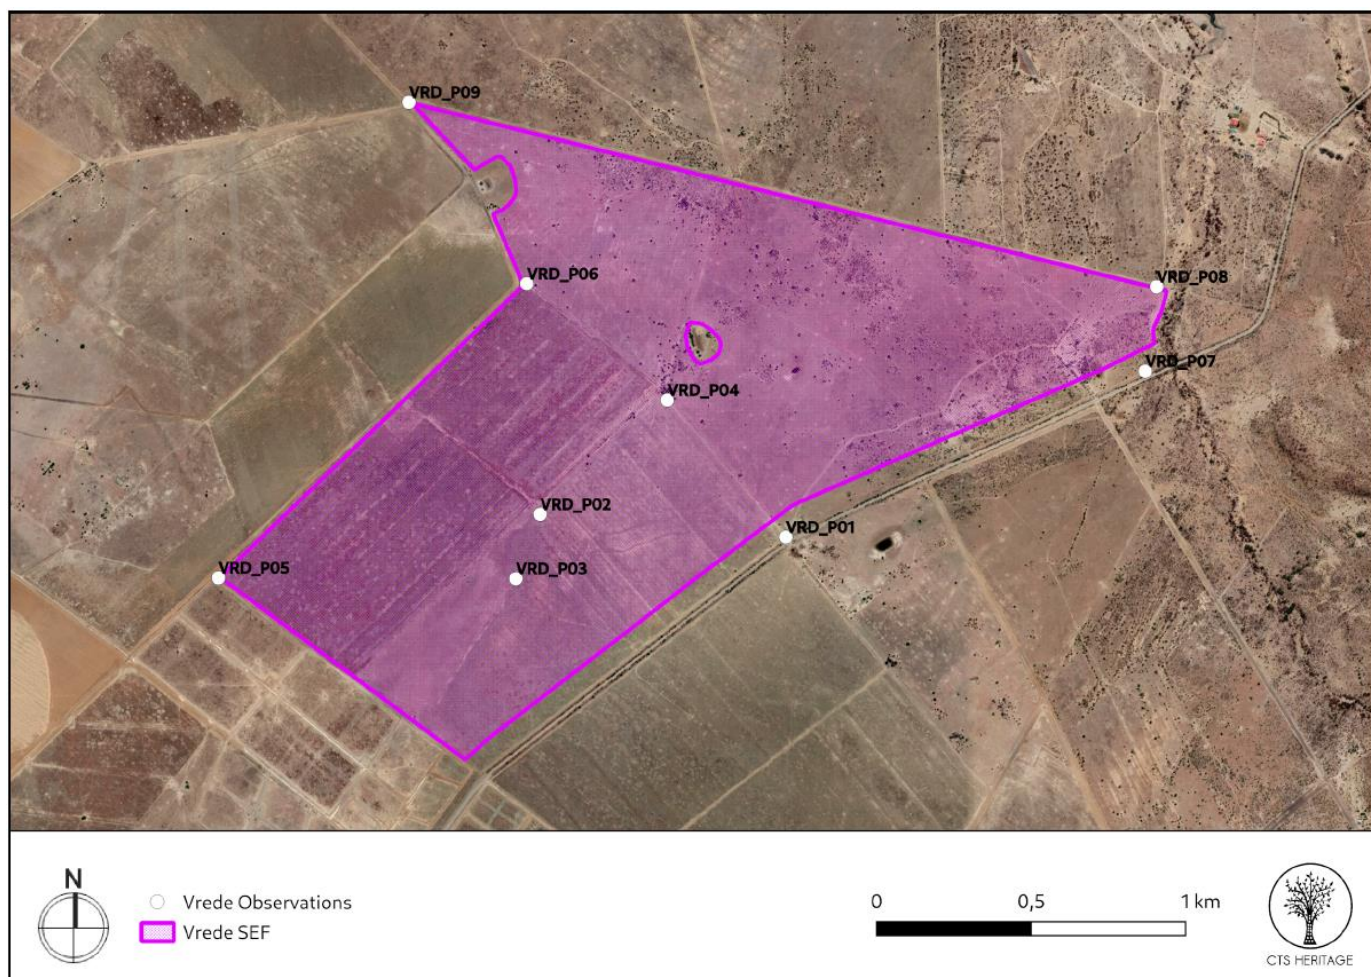 VRD_P09
VRD_P06
VRD_P08
VRD_P07
VRD_P04
VRD_P02
VRD_P01
VRD_P05
VRD_P03
N
Vrede Observations
Vrede SEF
0 0,5 1 km
CTS HERITAGE